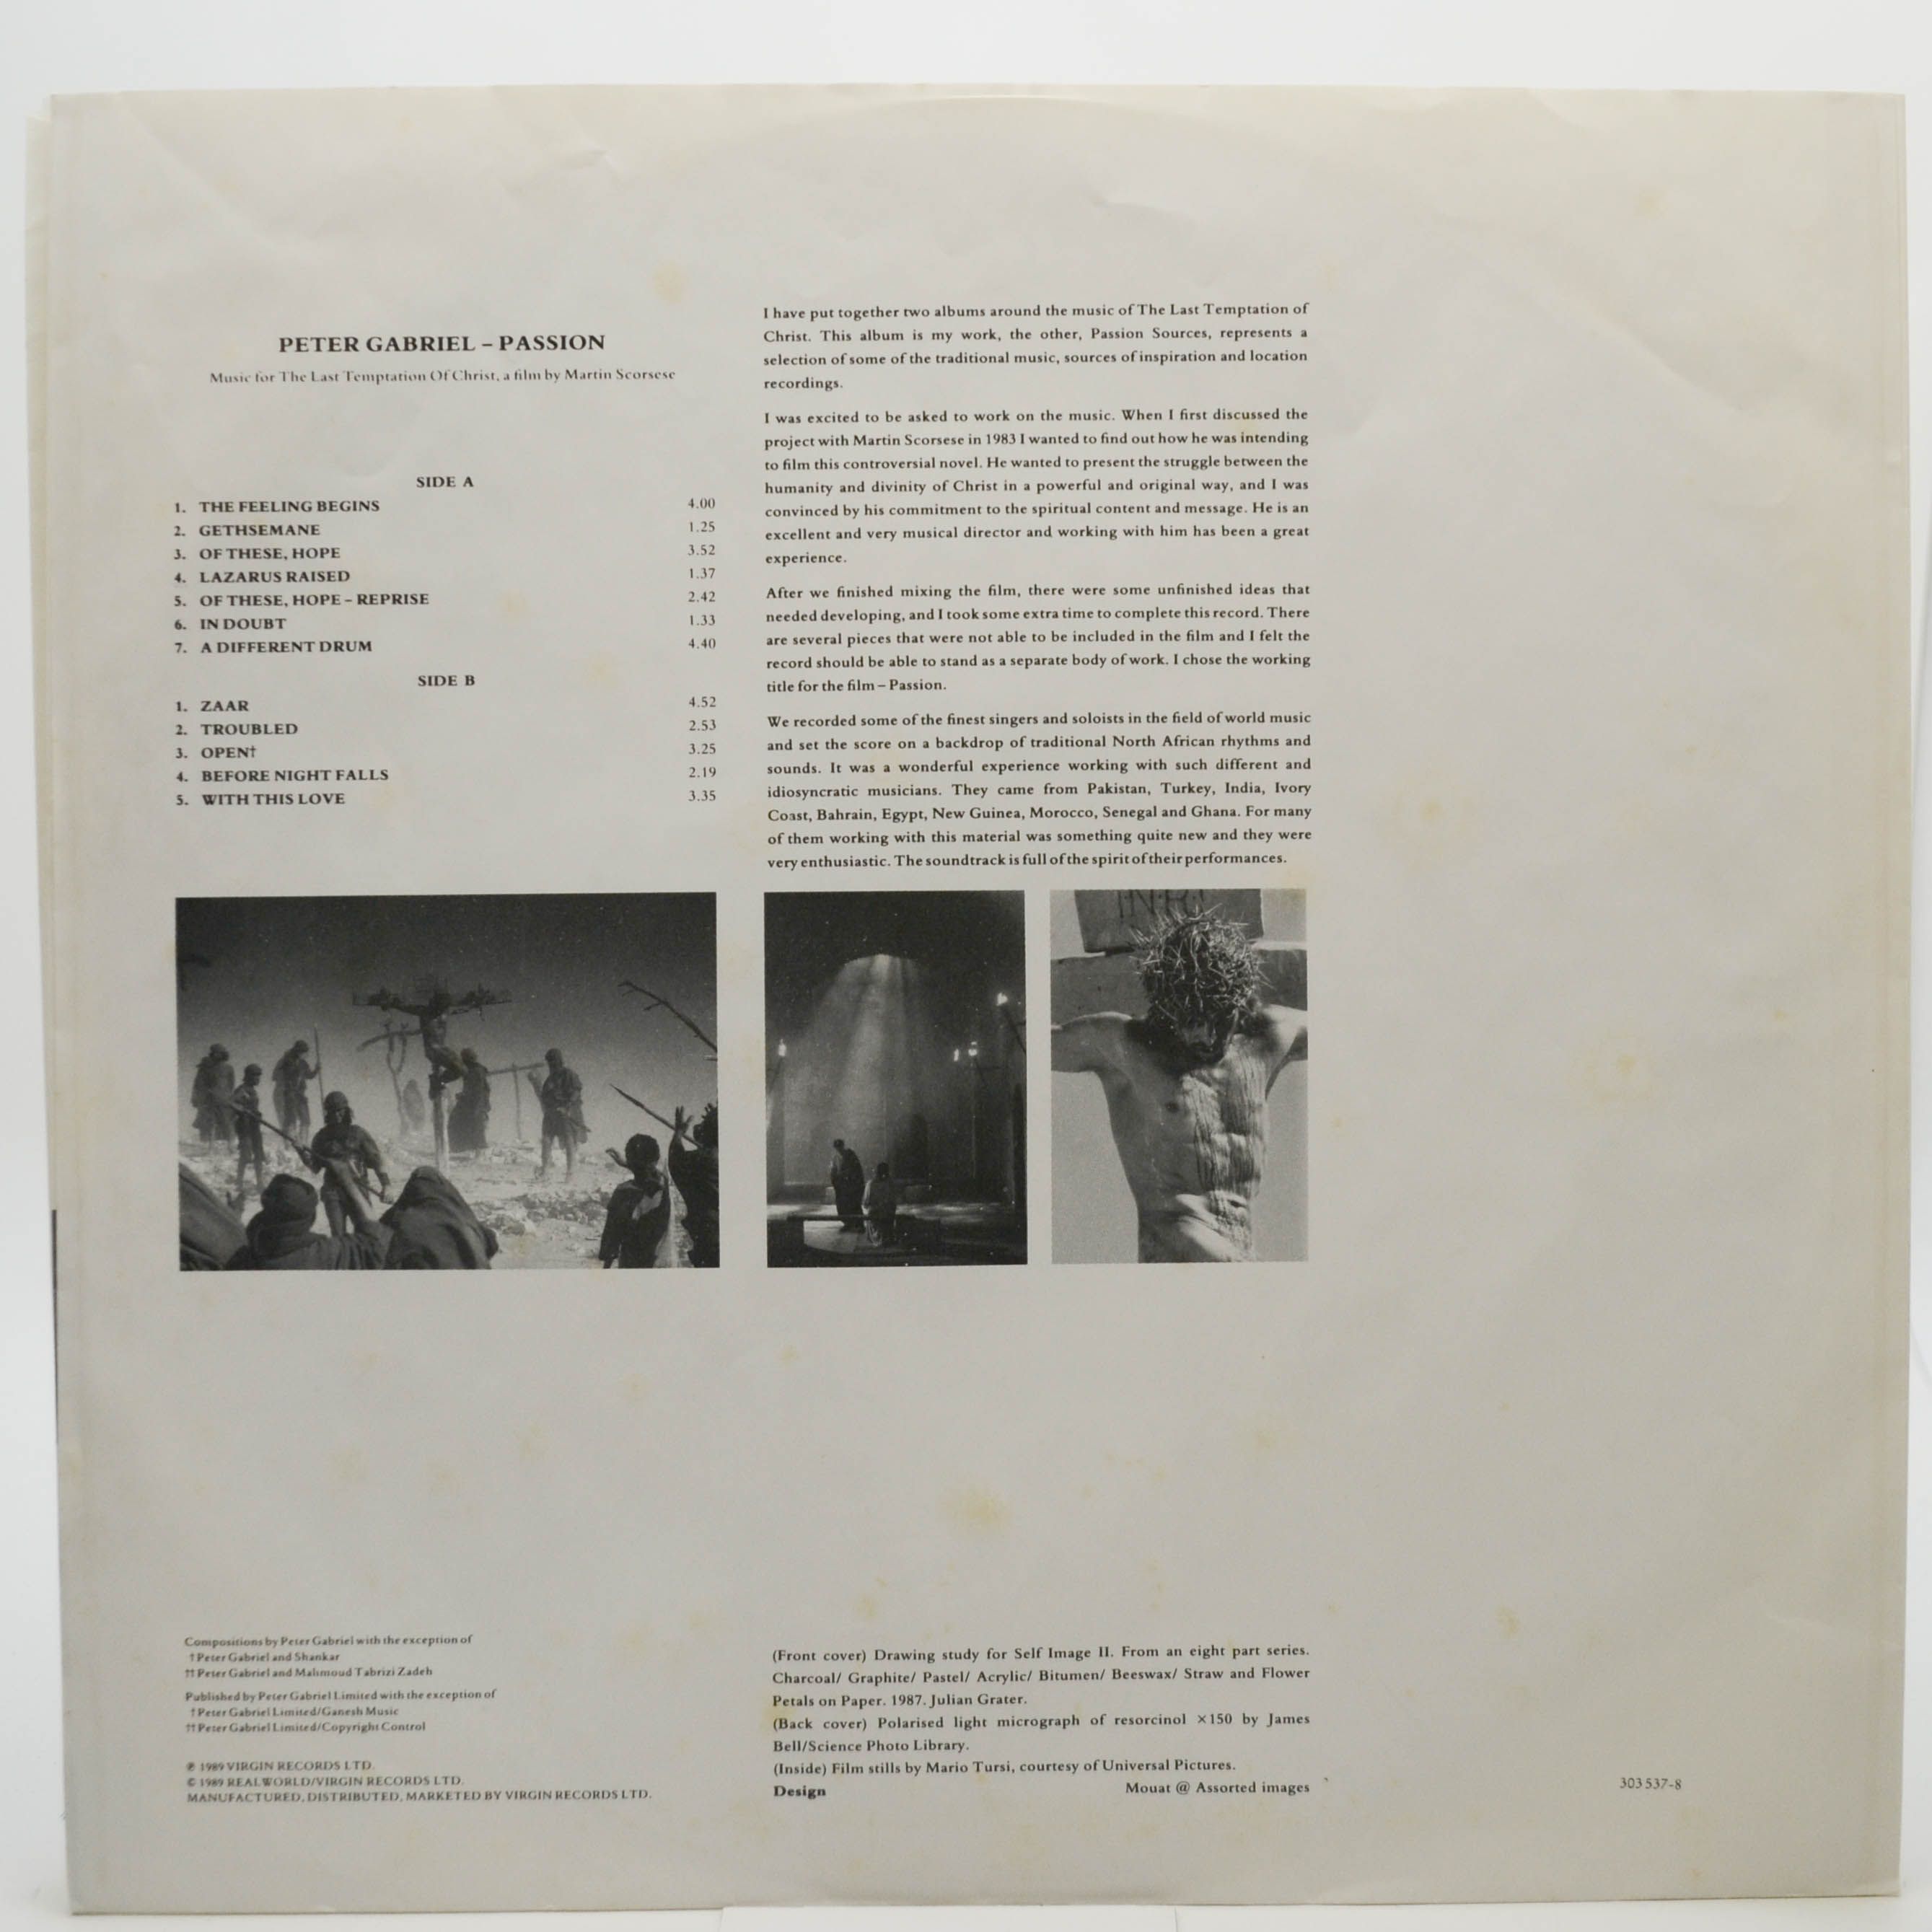 PETER GABRIEL – PASSION
Music for The Last Temptation Of Christ, a film by Martin Scorsese
SIDE A
1. THE FEELING BEGINS 4.00
2. GETHSEMANE 1.25
3. OF THESE, HOPE 3.52
4. LAZARUS RAISED 1.37
5. OF THESE, HOPE – REPRISE 2.42
6. IN DOUBT 1.33
7. A DIFFERENT DRUM 4.40
SIDE B
1. ZAAR 4.52
2. TROUBLED 2.53
3. OPEN† 3.25
4. BEFORE NIGHT FALLS 2.19
5. WITH THIS LOVE 3.35
I have put together two albums around the music of The Last Temptation of
Christ. This album is my work, the other, Passion Sources, represents a
selection of some of the traditional music, sources of inspiration and location
recordings.
I was excited to be asked to work on the music. When I first discussed the
project with Martin Scorsese in 1983 I wanted to find out how he was intending
to film this controversial novel. He wanted to present the struggle between the
humanity and divinity of Christ in a powerful and original way, and I was
convinced by his commitment to the spiritual content and message. He is an
excellent and very musical director and working with him has been a great
experience.
After we finished mixing the film, there were some unfinished ideas that
needed developing, and I took some extra time to complete this record. There
are several pieces that were not able to be included in the film and I felt the
record should be able to stand as a separate body of work. I chose the working
title for the film – Passion.
We recorded some of the finest singers and soloists in the field of world music
and set the score on a backdrop of traditional North African rhythms and
sounds. It was a wonderful experience working with such different and
idiosyncratic musicians. They came from Pakistan, Turkey, India, Ivory
Coast, Bahrain, Egypt, New Guinea, Morocco, Senegal and Ghana. For many
of them working with this material was something quite new and they were
very enthusiastic. The soundtrack is full of the spirit of their performances.
IN·R·I
Compositions by Peter Gabriel with the exception of
† Peter Gabriel and Shankar
†† Peter Gabriel and Mahmoud Tabrizi Zadeh
Published by Peter Gabriel Limited with the exception of
† Peter Gabriel Limited/Ganesh Music
†† Peter Gabriel Limited/Copyright Control
℗ 1989 VIRGIN RECORDS LTD.
© 1989 REAL WORLD/VIRGIN RECORDS LTD.
MANUFACTURED, DISTRIBUTED, MARKETED BY VIRGIN RECORDS LTD.
(Front cover) Drawing study for Self Image II. From an eight part series.
Charcoal/ Graphite/ Pastel/ Acrylic/ Bitumen/ Beeswax/ Straw and Flower
Petals on Paper. 1987. Julian Grater.
(Back cover) Polarised light micrograph of resorcinol ×150 by James
Bell/Science Photo Library.
(Inside) Film stills by Mario Tursi, courtesy of Universal Pictures.
Design Mouat @ Assorted images
303 537-8